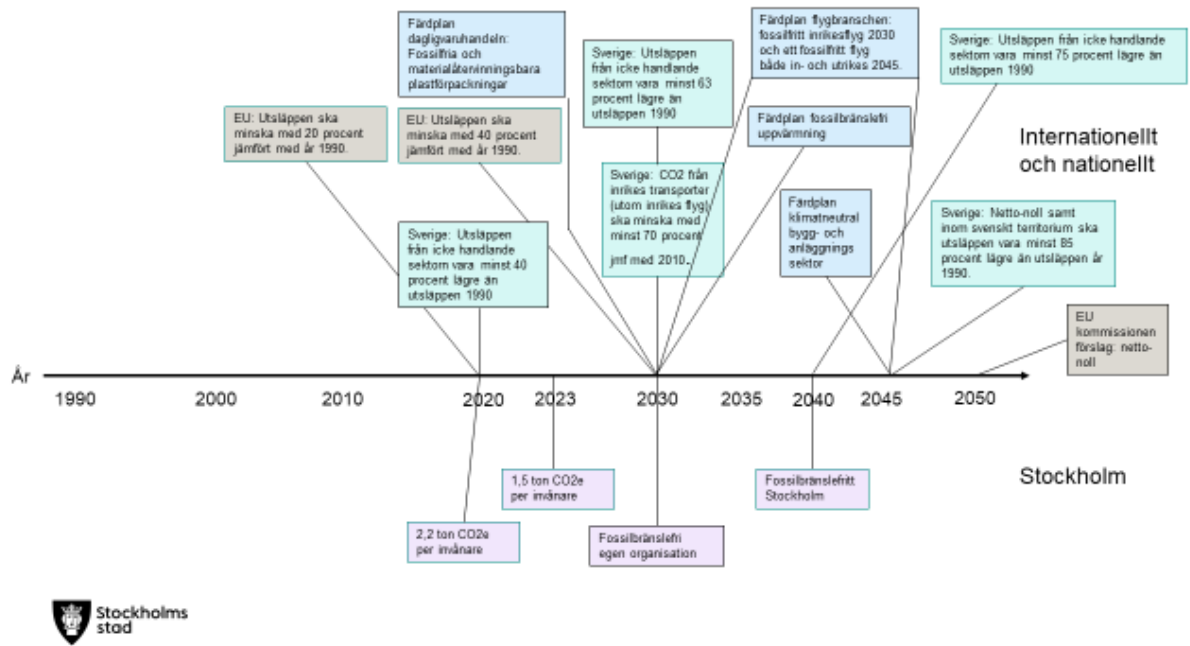 Färdplan
dagligvaruhandeln:
Fossilfria och
materialåtervinningsbara
plastförpackningar
Sverige: Utsläppen
från icke handlande
sektorn vara minst 63
procent lägre än
utsläppen 1990
Färdplan flygbranschen:
fossilfritt inrikesflyg 2030
och ett fossilfritt flyg
både in- och utrikes 2045.
Sverige: Utsläppen från icke handlande
sektorn vara minst 75 procent lägre än
utsläppen 1990
EU: Utsläppen ska
minska med 20 procent
jämfört med år 1990.
EU: Utsläppen ska
minska med 40 procent
jämfört med år 1990.
Färdplan fossilbränslefri
uppvärmning
Internationellt
och nationellt
Sverige: CO2 från
inrikes transporter
(utom inrikes flyg)
ska minska med
minst 70 procent
jmf med 2010.
Färdplan
klimatneutral
bygg- och
anläggnings
sektor
Sverige: Netto-noll samt
inom svenskt territorium ska
utsläppen vara minst 85
procent lägre än utsläppen år
1990.
Sverige: Utsläppen
från icke handlande
sektorn vara minst 40
procent lägre än
utsläppen 1990
EU
kommissionen
förslag: netto-
noll
År
1990 2000 2010 2020 2023 2030 2035 2040 2045 2050
Stockholm
1,5 ton CO2e
per invånare
Fossilbränslefritt
Stockholm
2,2 ton CO2e
per invånare
Fossilbränslefri
egen organisation
Stockholms
stad